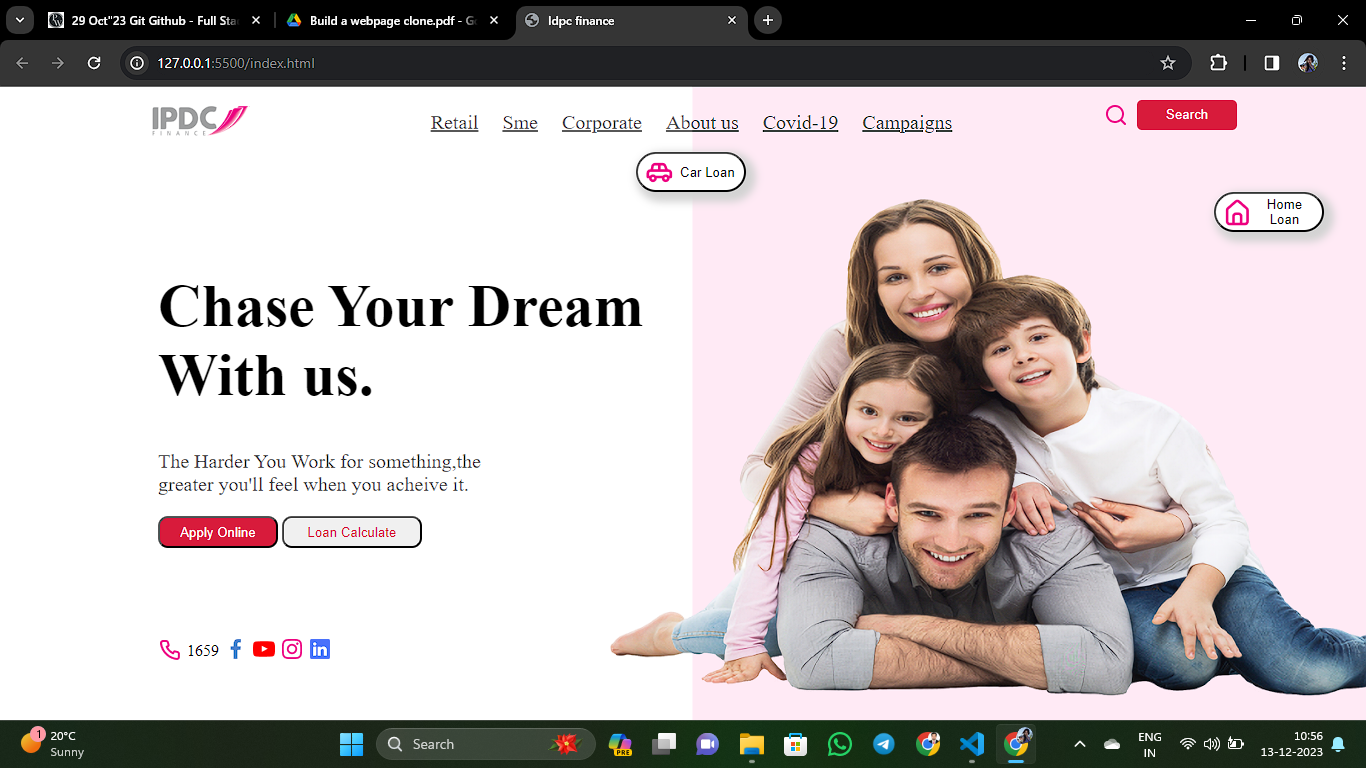 29 Oct"23 Git Github - Full Sta
Build a webpage clone.pdf - Go
Idpc finance
127.0.0.1:5500/index.html
IPDC
FINANCE
Retail Sme Corporate About us Covid-19 Campaigns
Search
Car Loan
Home
Loan
Chase Your Dream
With us.
The Harder You Work for something,the
greater you'll feel when you acheive it.
Apply Online Loan Calculate
1659
1
20°C
Sunny
Search
PRE
ENG
IN
10:56
13-12-2023